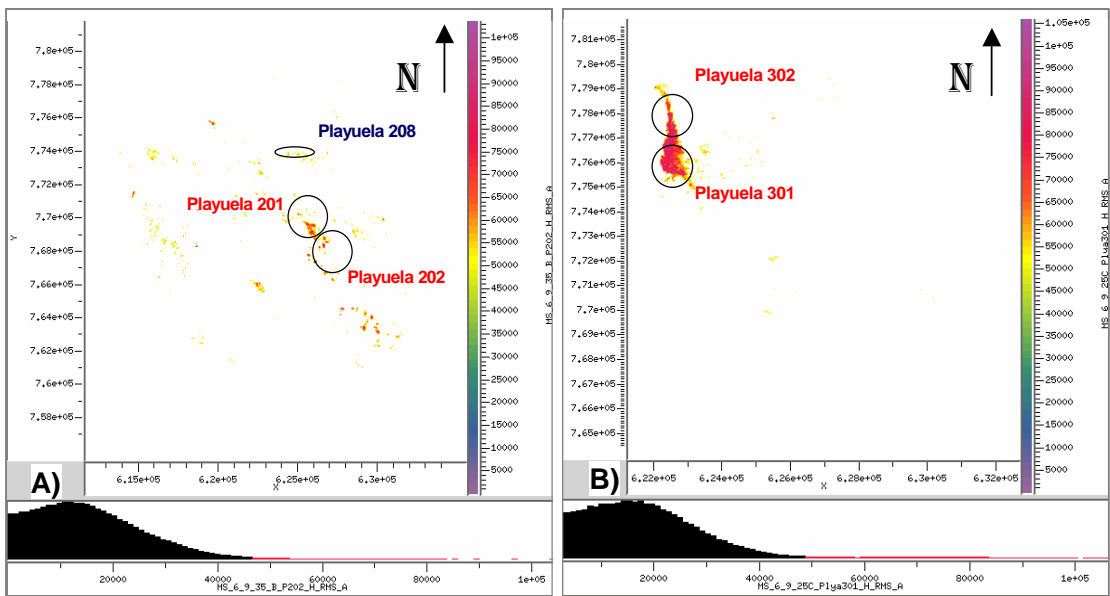 7.8e+05
7.78e+05
7.76e+05
7.74e+05
7.72e+05
7.7e+05
7.68e+05
7.66e+05
7.64e+05
7.62e+05
7.6e+05
7.58e+05
Y
N
Playuela 208
Playuela 201
Playuela 202
A)
6.15e+05
6.2e+05
6.25e+05
6.3e+05
X
1e+05
95000
90000
85000
80000
75000
70000
65000
60000
55000
50000
45000
40000
35000
30000
25000
20000
15000
10000
5000
MS_6_9_35_B_P202_H_RMS_A
20000
40000
60000
80000
1e+05
MS_6_9_35_B_P202_H_RMS_A
7.81e+05
7.8e+05
7.79e+05
7.78e+05
7.77e+05
7.76e+05
7.75e+05
7.74e+05
7.73e+05
7.72e+05
7.7e+05
7.69e+05
7.68e+05
7.67e+05
7.66e+05
7.65e+05
N
Playuela 302
Playuela 301
B)
6.22e+05
6.24e+05
6.26e+05
6.28e+05
6.3e+05
6.32e+05
X
1.05e+05
1e+05
95000
90000
85000
80000
75000
70000
65000
60000
55000
50000
45000
40000
35000
30000
25000
20000
15000
10000
5000
MS_6_9_25C_Plya301_H_RMS_A
20000
40000
60000
80000
1e+05
MS_6_9_25C_Plya301_H_RMS_A